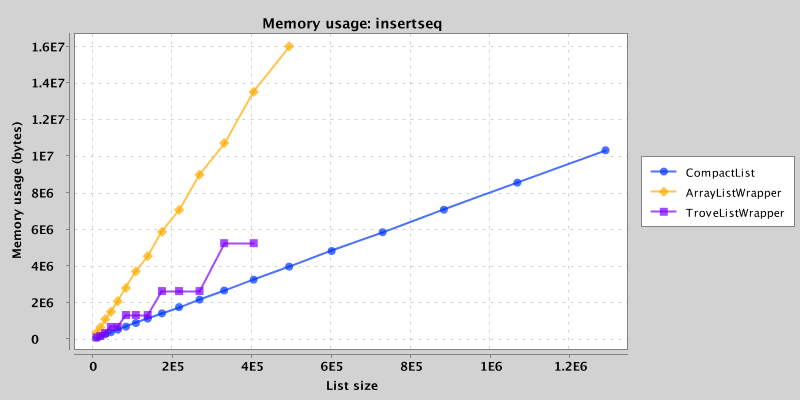 Memory usage: insertseq
Memory usage (bytes)
1.6E7
1.4E7
1.2E7
1E7
8E6
6E6
4E6
2E6
0
0 2E5 4E5 6E5 8E5 1E6 1.2E6
List size
CompactList
ArrayListWrapper
TroveListWrapper